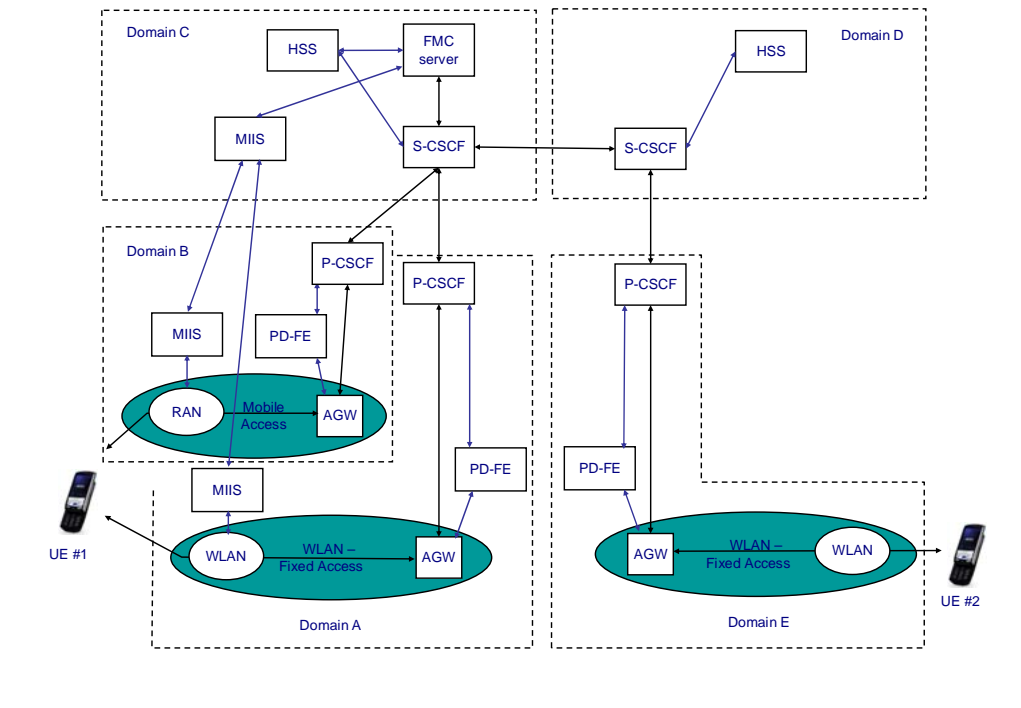 Domain C
HSS
FMC
server
MIIS
S-CSCF
Domain D
HSS
S-CSCF
Domain B
P-CSCF
MIIS
PD-FE
RAN
Mobile
Access
AGW
P-CSCF
PD-FE
MIIS
WLAN
WLAN –
Fixed Access
AGW
Domain A
UE #1
P-CSCF
PD-FE
AGW
WLAN –
Fixed Access
WLAN
Domain E
UE #2